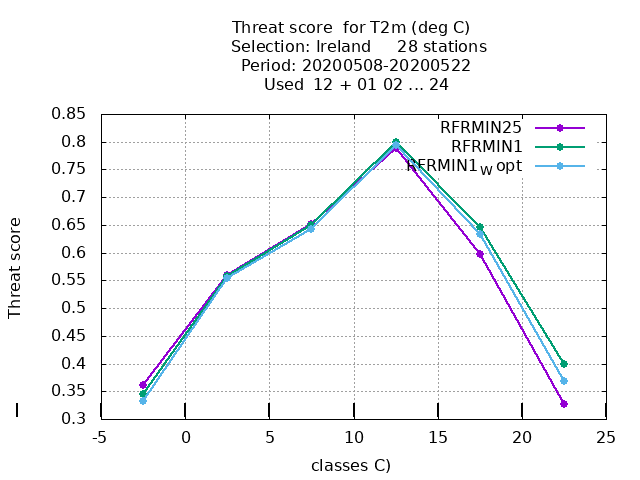 Threat score for T2m (deg C)
Selection: Ireland 28 stations
Period: 20200508-20200522
Used 12 + 01 02 ... 24
RFRMIN25
RFRMIN1
RFRMIN1W opt
Threat score
0.85
0.8
0.75
0.7
0.65
0.6
0.55
0.5
0.45
0.4
0.35
0.3
-5 0 5 10 15 20 25
classes C)